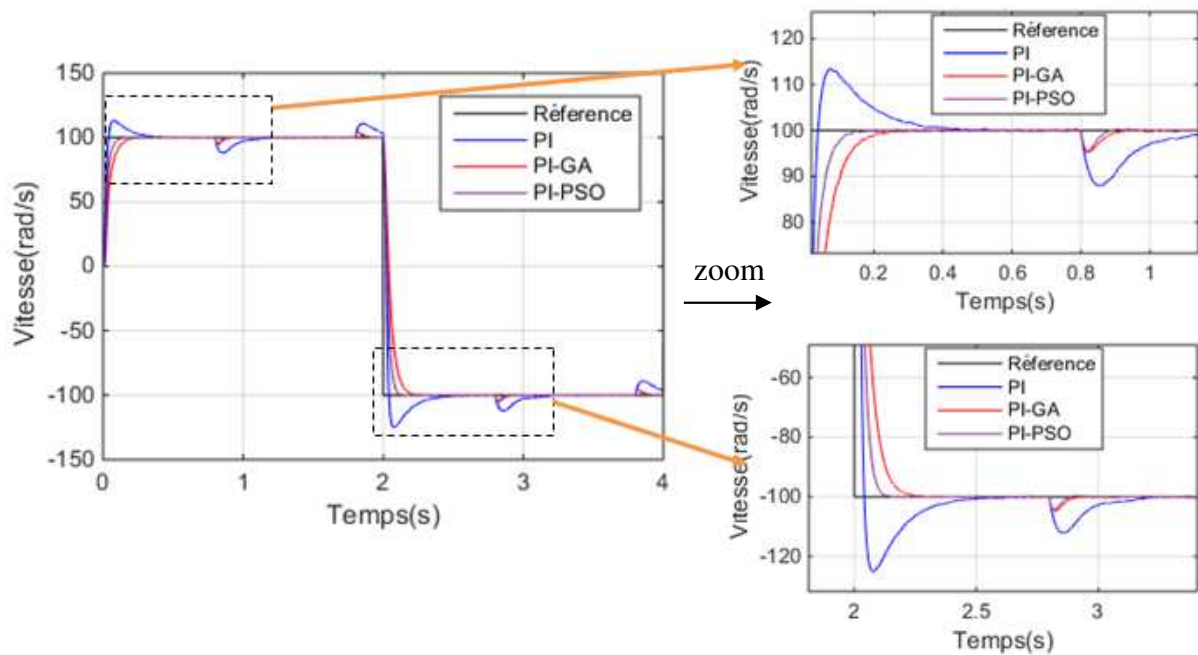 150
100
50
0
-50
-100
-150
Vitesse(rad/s)
0
1
2
3
4
Temps(s)
Rėference
PI
PI-GA
PI-PSO
zoom
120
110
100
90
80
Vitesse(rad/s)
0.2
0.4
0.6
0.8
1
Temps(s)
Rėference
PI
PI-GA
PI-PSO
-60
-80
-100
-120
Vitesse(rad/s)
2
2.5
3
Temps(s)
Rėference
PI
PI-GA
PI-PSO